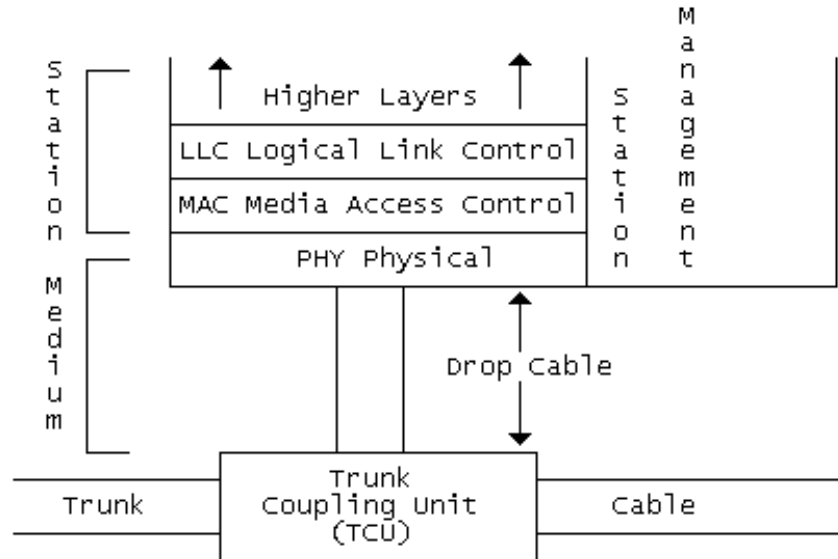 Station
Medium
Higher Layers
LLC Logical Link Control
MAC Media Access Control
PHY Physical
Station
Management
Drop Cable
Trunk
Trunk
Coupling Unit
(TCU)
Cable